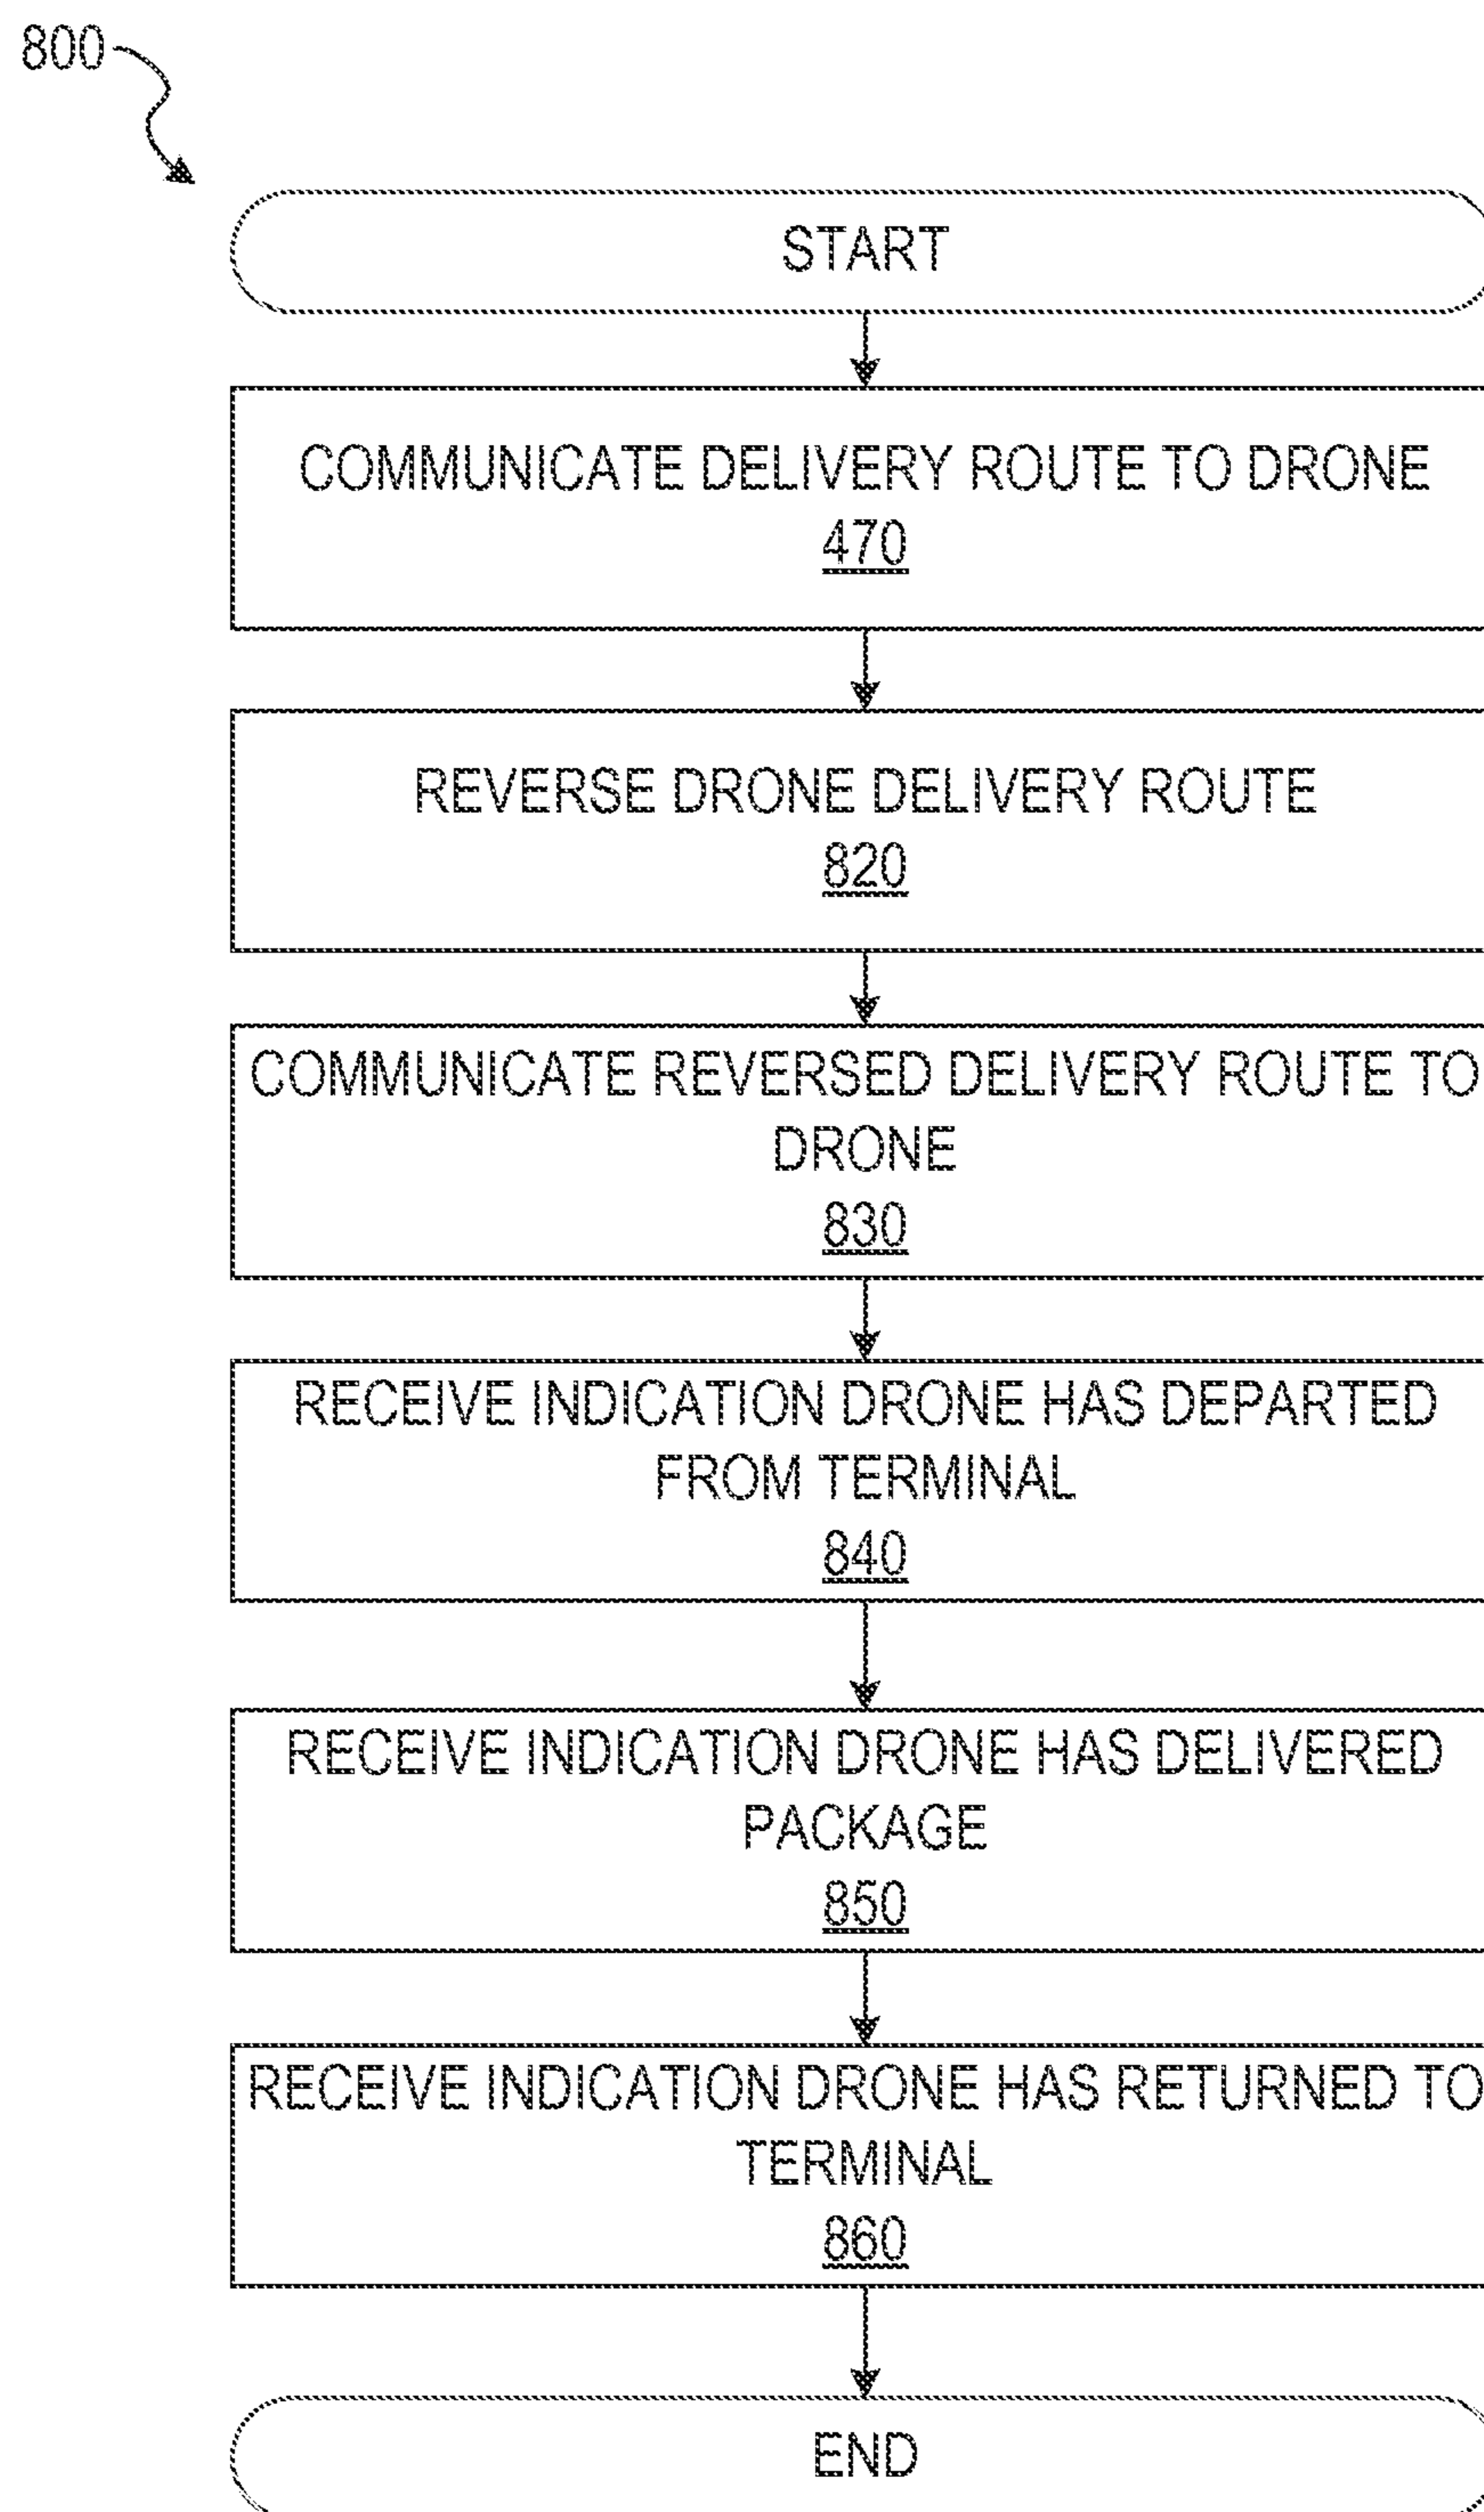 800
START
COMMUNICATE DELIVERY ROUTE TO DRONE
470
REVERSE DRONE DELIVERY ROUTE
820
COMMUNICATE REVERSED DELIVERY ROUTE TO
DRONE
830
RECEIVE INDICATION DRONE HAS DEPARTED
FROM TERMINAL
840
RECEIVE INDICATION DRONE HAS DELIVERED
PACKAGE
850
RECEIVE INDICATION DRONE HAS RETURNED TO
TERMINAL
860
END